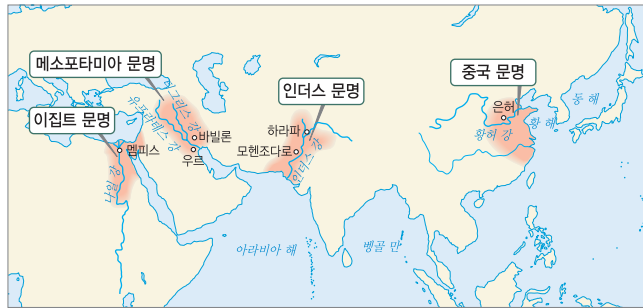 메소포타미아 문명
중국 문명
인더스 문명
이집트 문명
티그리스 강
유프라테스 강
바빌론
우르
멤피스
나일 강
하라파
모헨조다로
인더스 강
은허
황허 강
황 해
동 해
아라비아 해
벵골 만